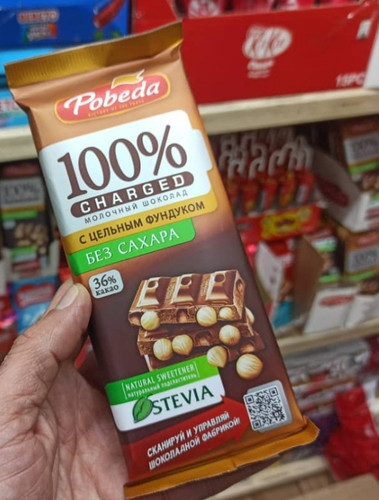 Pobeda
100%
CHARGED
МОЛОЧНЫЙ ШОКОЛАД
С ЦЕЛЬНЫМ ФУНДУКОМ
БЕЗ САХАРА
36%
какао
NATURAL SWEETENER
натуральный подсластитель
STEVIA
СКАНИРУЙ И УПРАВЛЯЙ
ШОКОЛАДНОЙ ФАБРИКОЙ!
KitKat
15PC